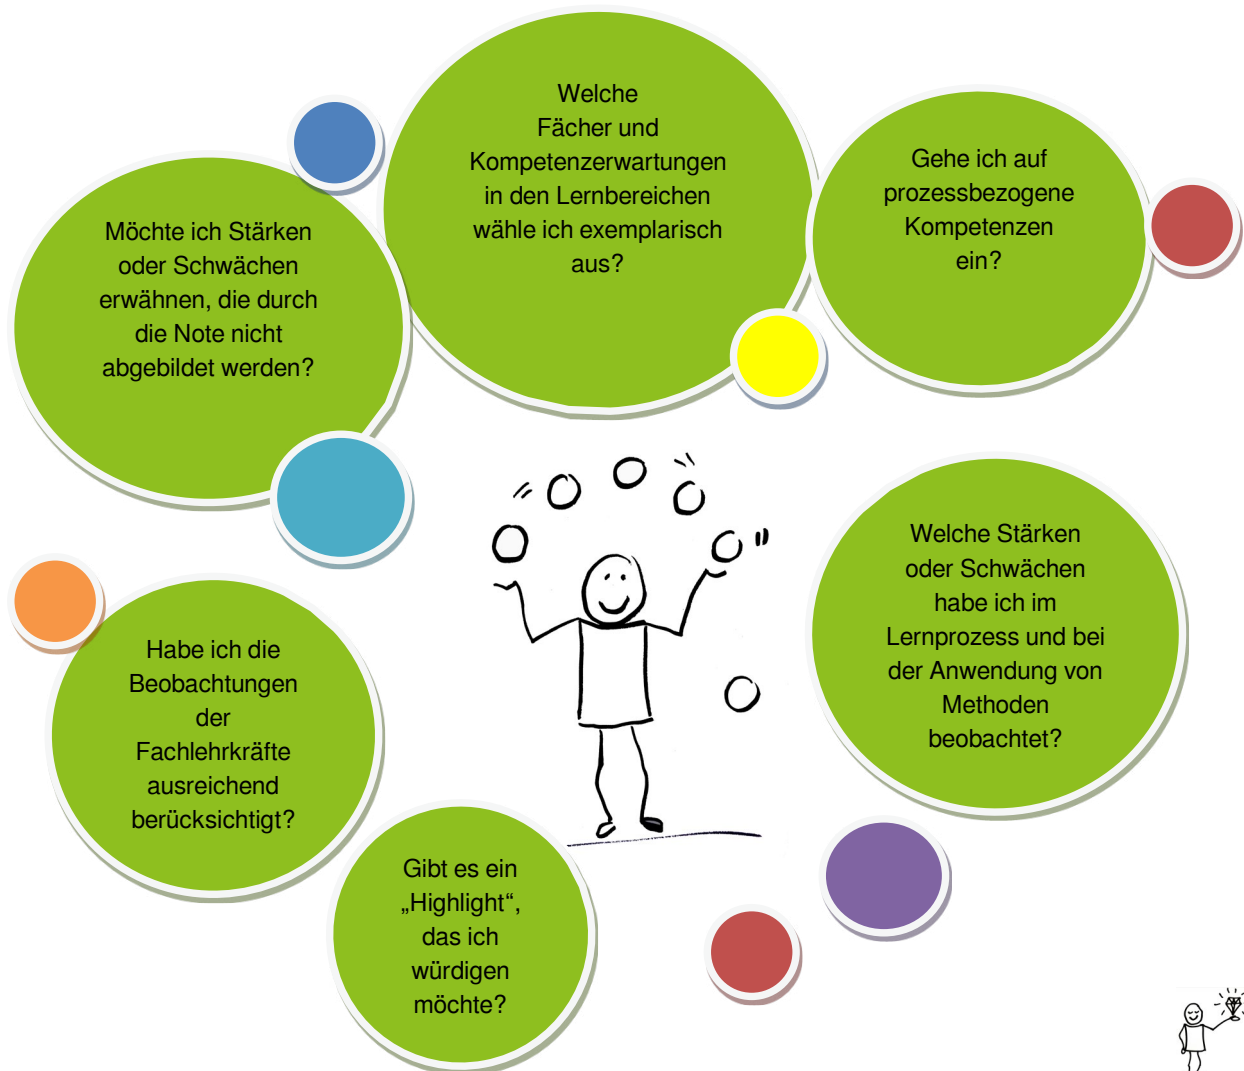 Welche
Fächer und
Kompetenzerwartungen
in den Lernbereichen
wähle ich exemplarisch
aus?
Gehe ich auf
prozessbezogene
Kompetenzen
ein?
Möchte ich Stärken
oder Schwächen
erwähnen, die durch
die Note nicht
abgebildet werden?
Welche Stärken
oder Schwächen
habe ich im
Lernprozess und bei
der Anwendung von
Methoden
beobachtet?
Habe ich die
Beobachtungen
der
Fachlehrkräfte
ausreichend
berücksichtigt?
Gibt es ein
„Highlight“,
das ich
würdigen
möchte?